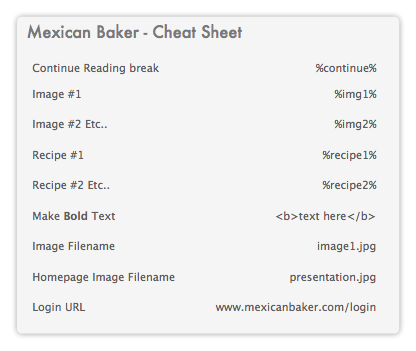 Mexican Baker - Cheat Sheet
Continue Reading break %continue%
Image #1 %img1%
Image #2 Etc.. %img2%
Recipe #1 %recipe1%
Recipe #2 Etc.. %recipe2%
Make Bold Text <b>text here</b>
Image Filename image1.jpg
Homepage Image Filename presentation.jpg
Login URL www.mexicanbaker.com/login